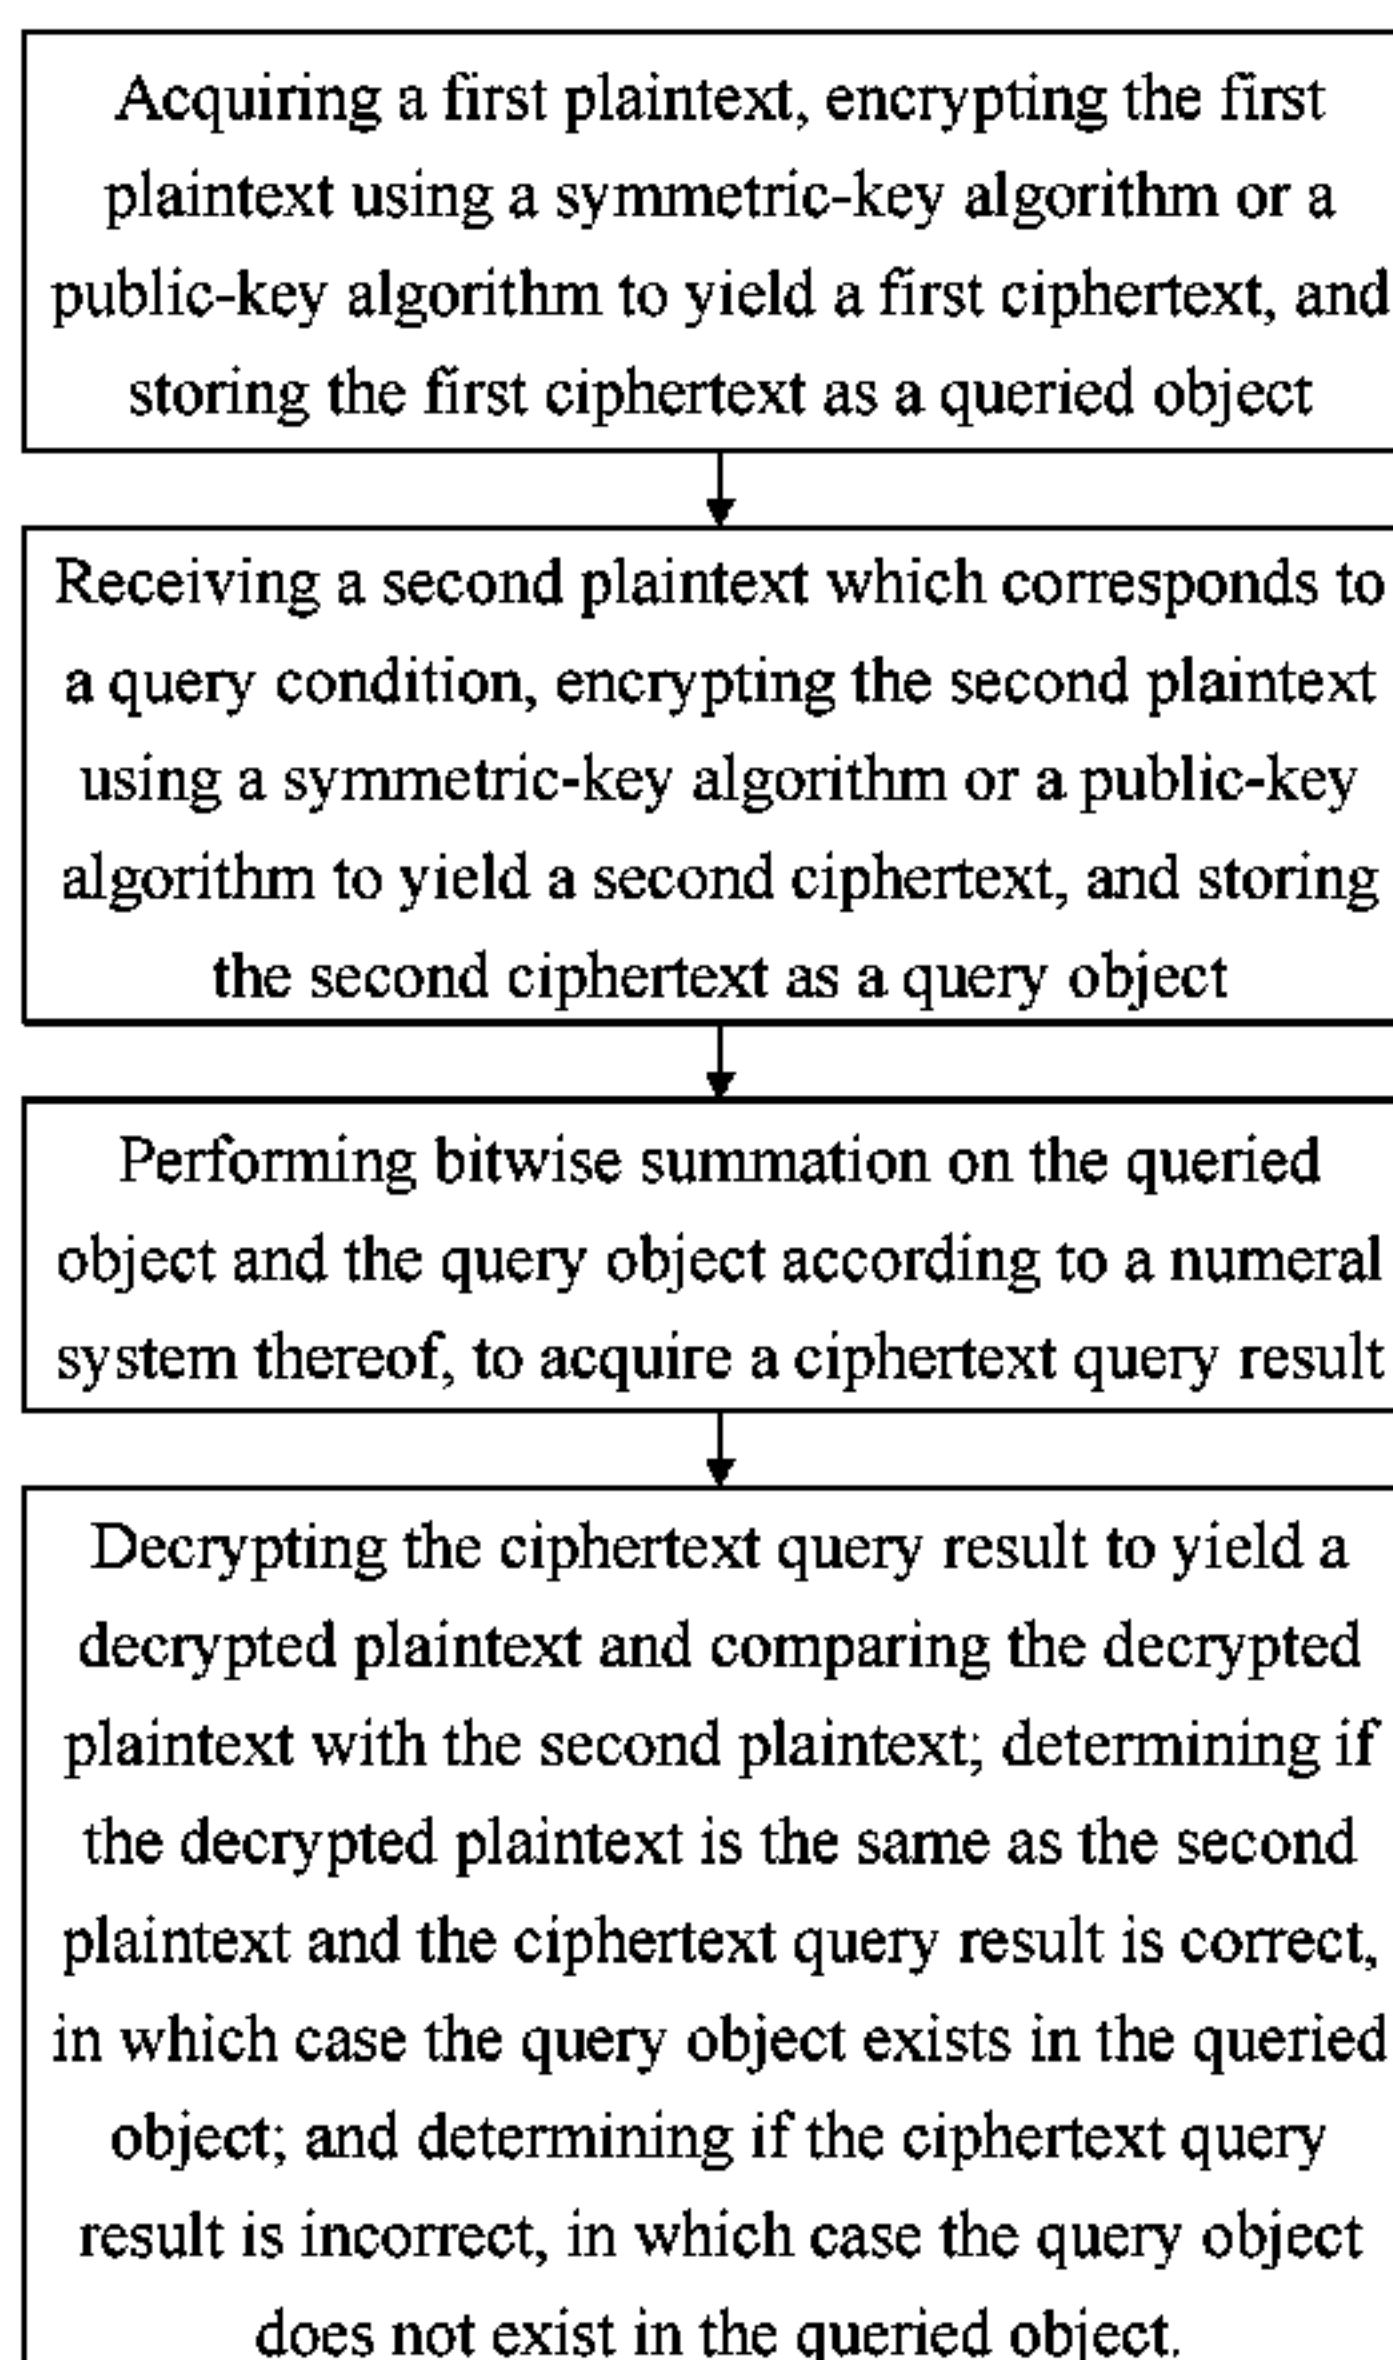 Acquiring a first plaintext, encrypting the first
plaintext using a symmetric-key algorithm or a
public-key algorithm to yield a first ciphertext, and
storing the first ciphertext as a queried object
Receiving a second plaintext which corresponds to
a query condition, encrypting the second plaintext
using a symmetric-key algorithm or a public-key
algorithm to yield a second ciphertext, and storing
the second ciphertext as a query object
Performing bitwise summation on the queried
object and the query object according to a numeral
system thereof, to acquire a ciphertext query result
Decrypting the ciphertext query result to yield a
decrypted plaintext and comparing the decrypted
plaintext with the second plaintext; determining if
the decrypted plaintext is the same as the second
plaintext and the ciphertext query result is correct,
in which case the query object exists in the queried
object; and determining if the ciphertext query
result is incorrect, in which case the query object
does not exist in the queried object.